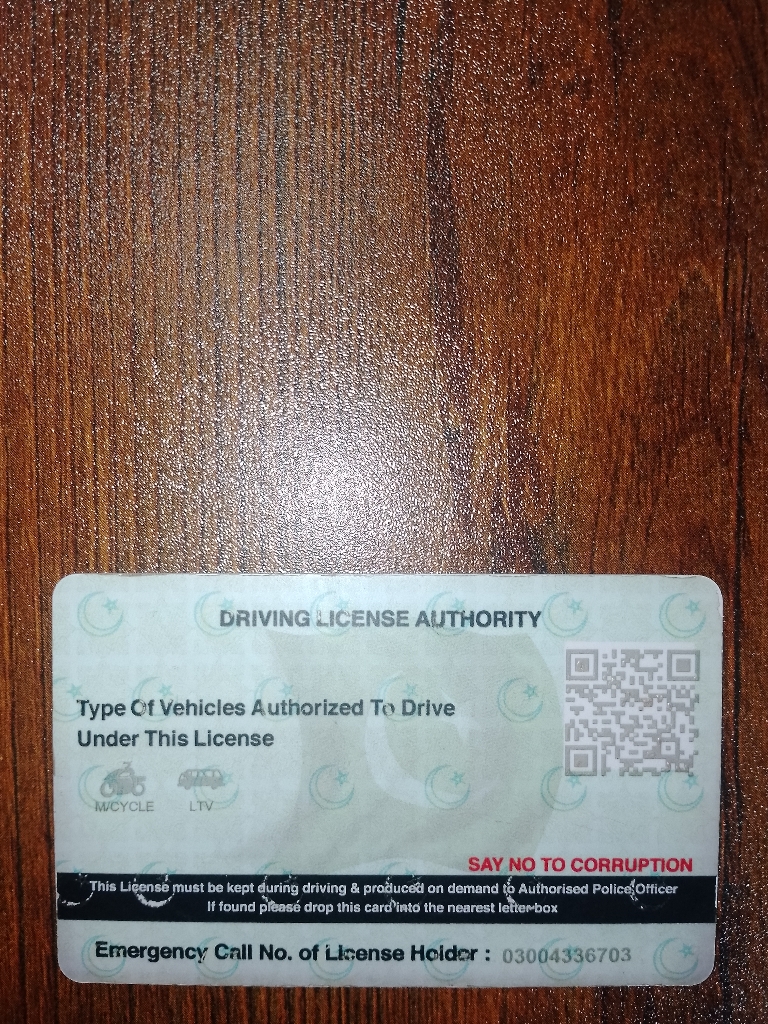 DRIVING LICENSE AUTHORITY
Type Of Vehicles Authorized To Drive
Under This License
M/CYCLE LTV
SAY NO TO CORRUPTION
This License must be kept during driving & produced on demand to Authorised Police Officer
If found please drop this card into the nearest letter box
Emergency Call No. of License Holder : 03004336703